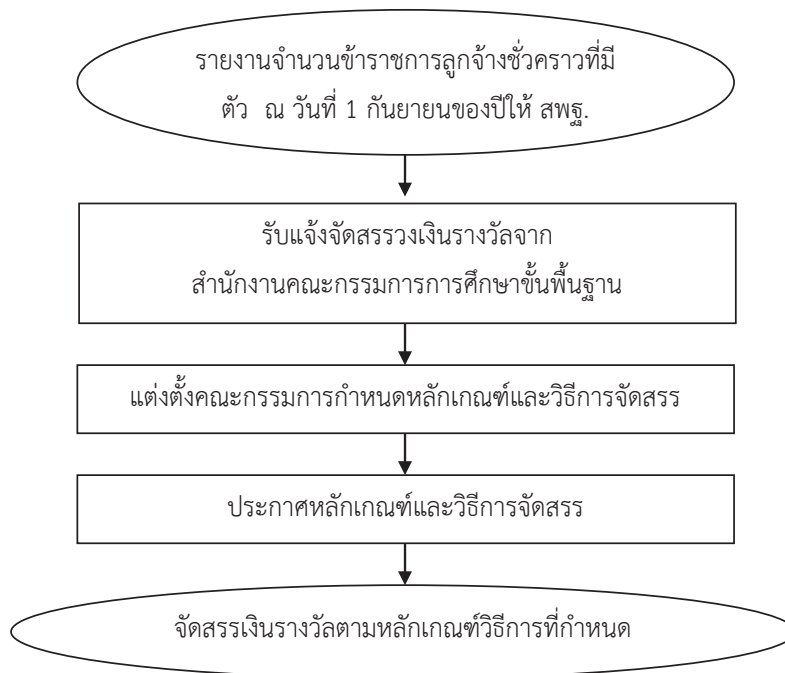 รายงานจำนวนข้าราชการลูกจ้างชั่วคราวที่มี
ตัว ณ วันที่ 1 กันยายนของปีให้ สพฐ.
รับแจ้งจัดสรรวงเงินรางวัลจาก
สำนักงานคณะกรรมการการศึกษาขั้นพื้นฐาน
แต่งตั้งคณะกรรมการกำหนดหลักเกณฑ์และวิธีการจัดสรร
ประกาศหลักเกณฑ์และวิธีการจัดสรร
จัดสรรเงินรางวัลตามหลักเกณฑ์วิธีการที่กำหนด